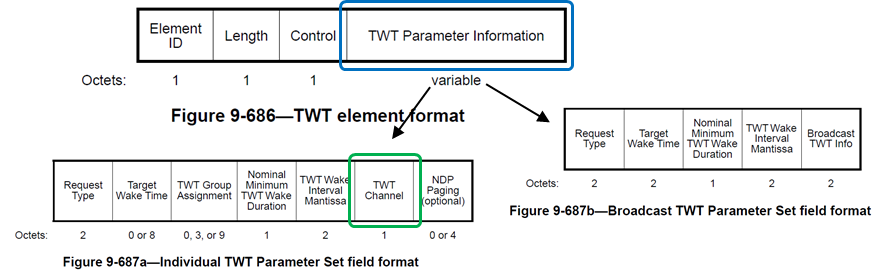 Element ID Length Control TWT Parameter Information
Octets: 1 1 1 variable
Figure 9-686—TWT element format
Request Type Target Wake Time Nominal Minimum TWT Wake Duration TWT Wake Interval Mantissa Broadcast TWT Info
Octets: 2 2 1 2 2
Figure 9-687b—Broadcast TWT Parameter Set field format
Request Type Target Wake Time TWT Group Assignment Nominal Minimum TWT Wake Duration TWT Wake Interval Mantissa TWT Channel NDP Paging (optional)
Octets: 2 0 or 8 0, 3, or 9 1 2 1 0 or 4
Figure 9-687a—Individual TWT Parameter Set field format